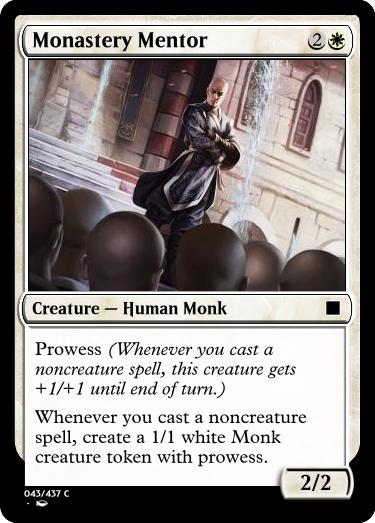 Monastery Mentor 2
Creature — Human Monk
Prowess (Whenever you cast a
noncreature spell, this creature gets
+1/+1 until end of turn.)
Whenever you cast a noncreature
spell, create a 1/1 white Monk
creature token with prowess.
2/2
043/437 C